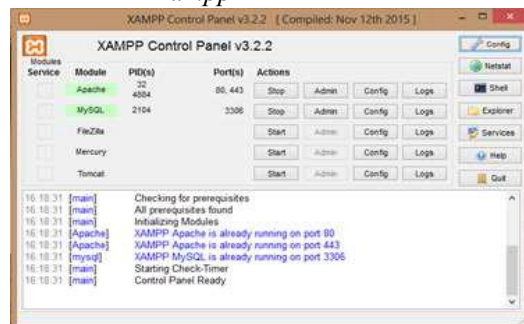 XAMPP Control Panel v3.2.2 [ Compiled: Nov 12th 2015 ]
XAMPP Control Panel v3.2.2
Config
Netstat
Shell
Explorer
Services
Help
Quit
Modules
Service Module PID(s) Port(s) Actions
Apache 32 4884 80, 443 Stop Admin Config Logs
MySQL 2104 3306 Stop Admin Config Logs
FileZilla Start Admin Config Logs
Mercury Start Admin Config Logs
Tomcat Start Admin Config Logs
16:18:31 [main] Checking for prerequisites
16:18:31 [main] All prerequisites found
16:18:31 [main] Initializing Modules
16:18:31 [Apache] XAMPP Apache is already running on port 80
16:18:31 [Apache] XAMPP Apache is already running on port 443
16:18:31 [mysql] XAMPP MySQL is already running on port 3306
16:18:31 [main] Starting Check-Timer
16:18:31 [main] Control Panel Ready